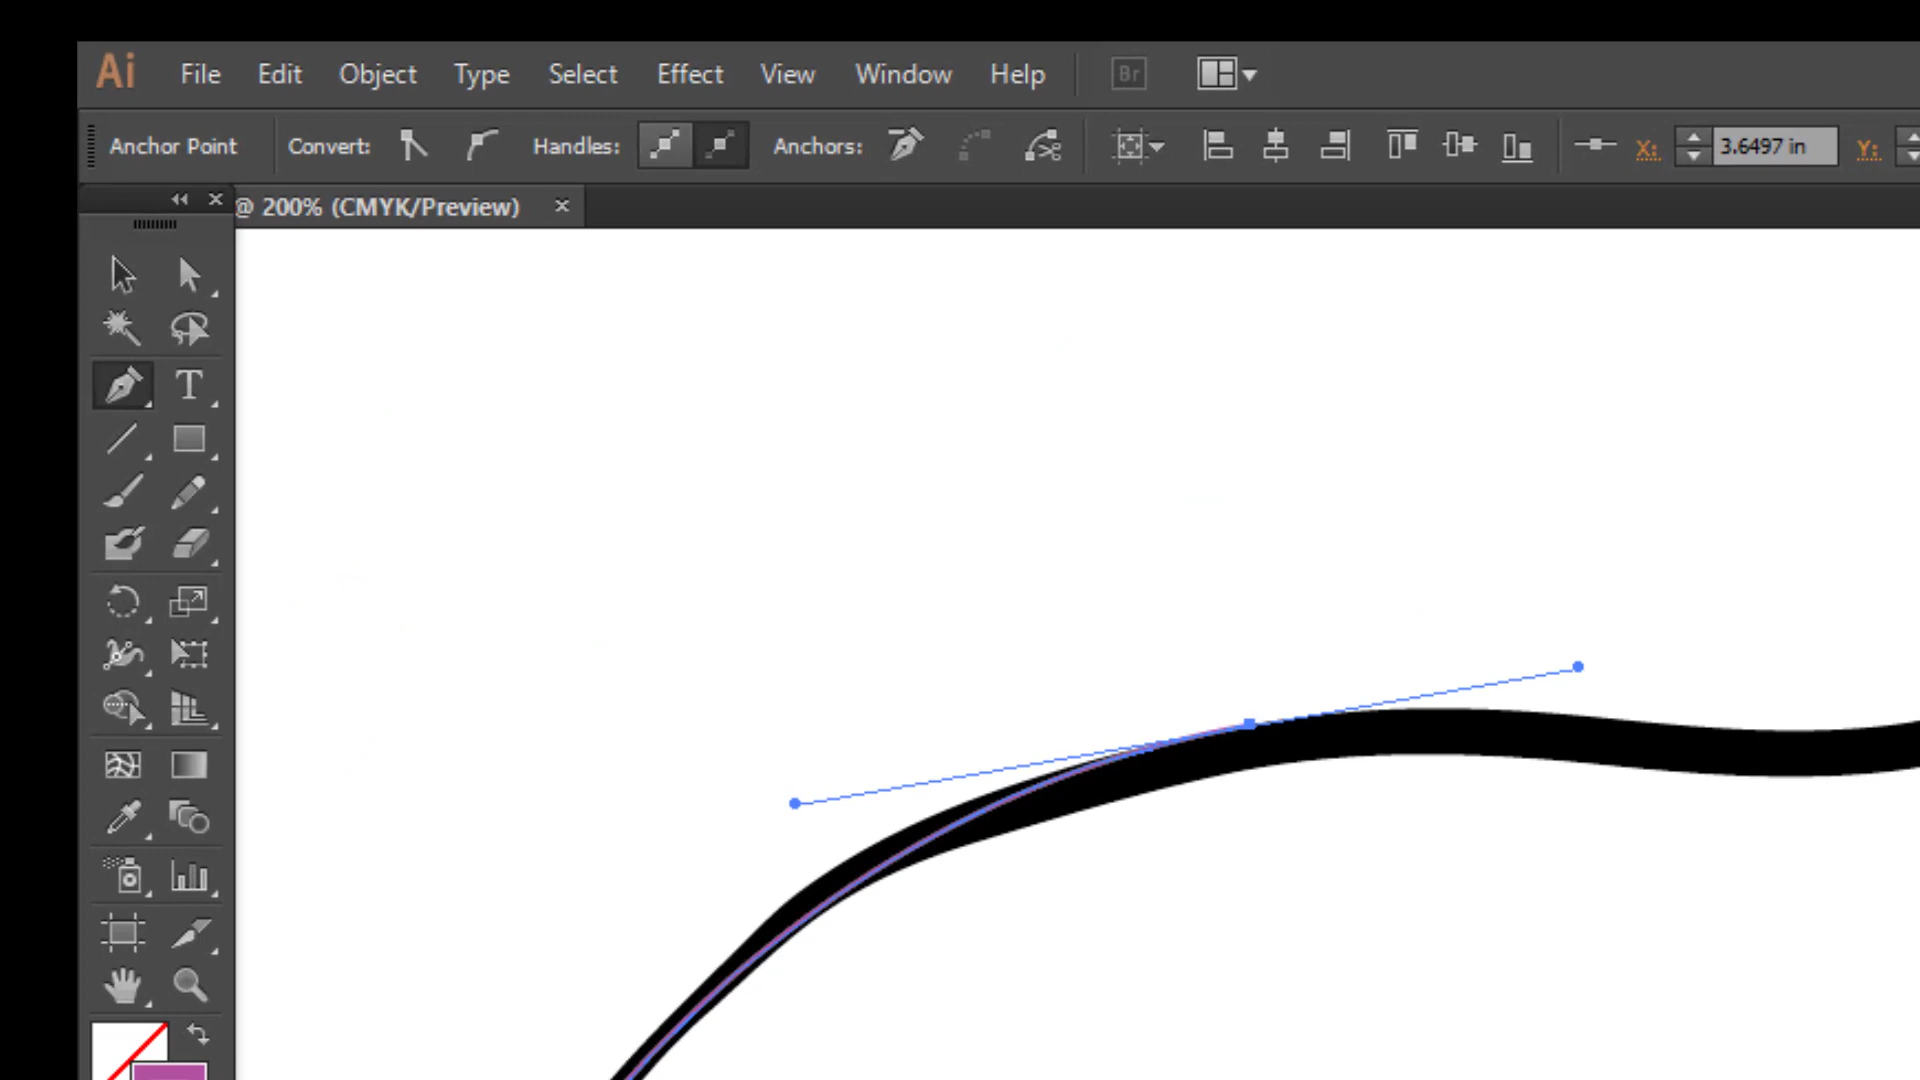 Ai File Edit Object Type Select Effect View Window Help Br
Anchor Point Convert: Handles: Anchors: X: 3.6497 in Y:
@ 200% (CMYK/Preview)
T